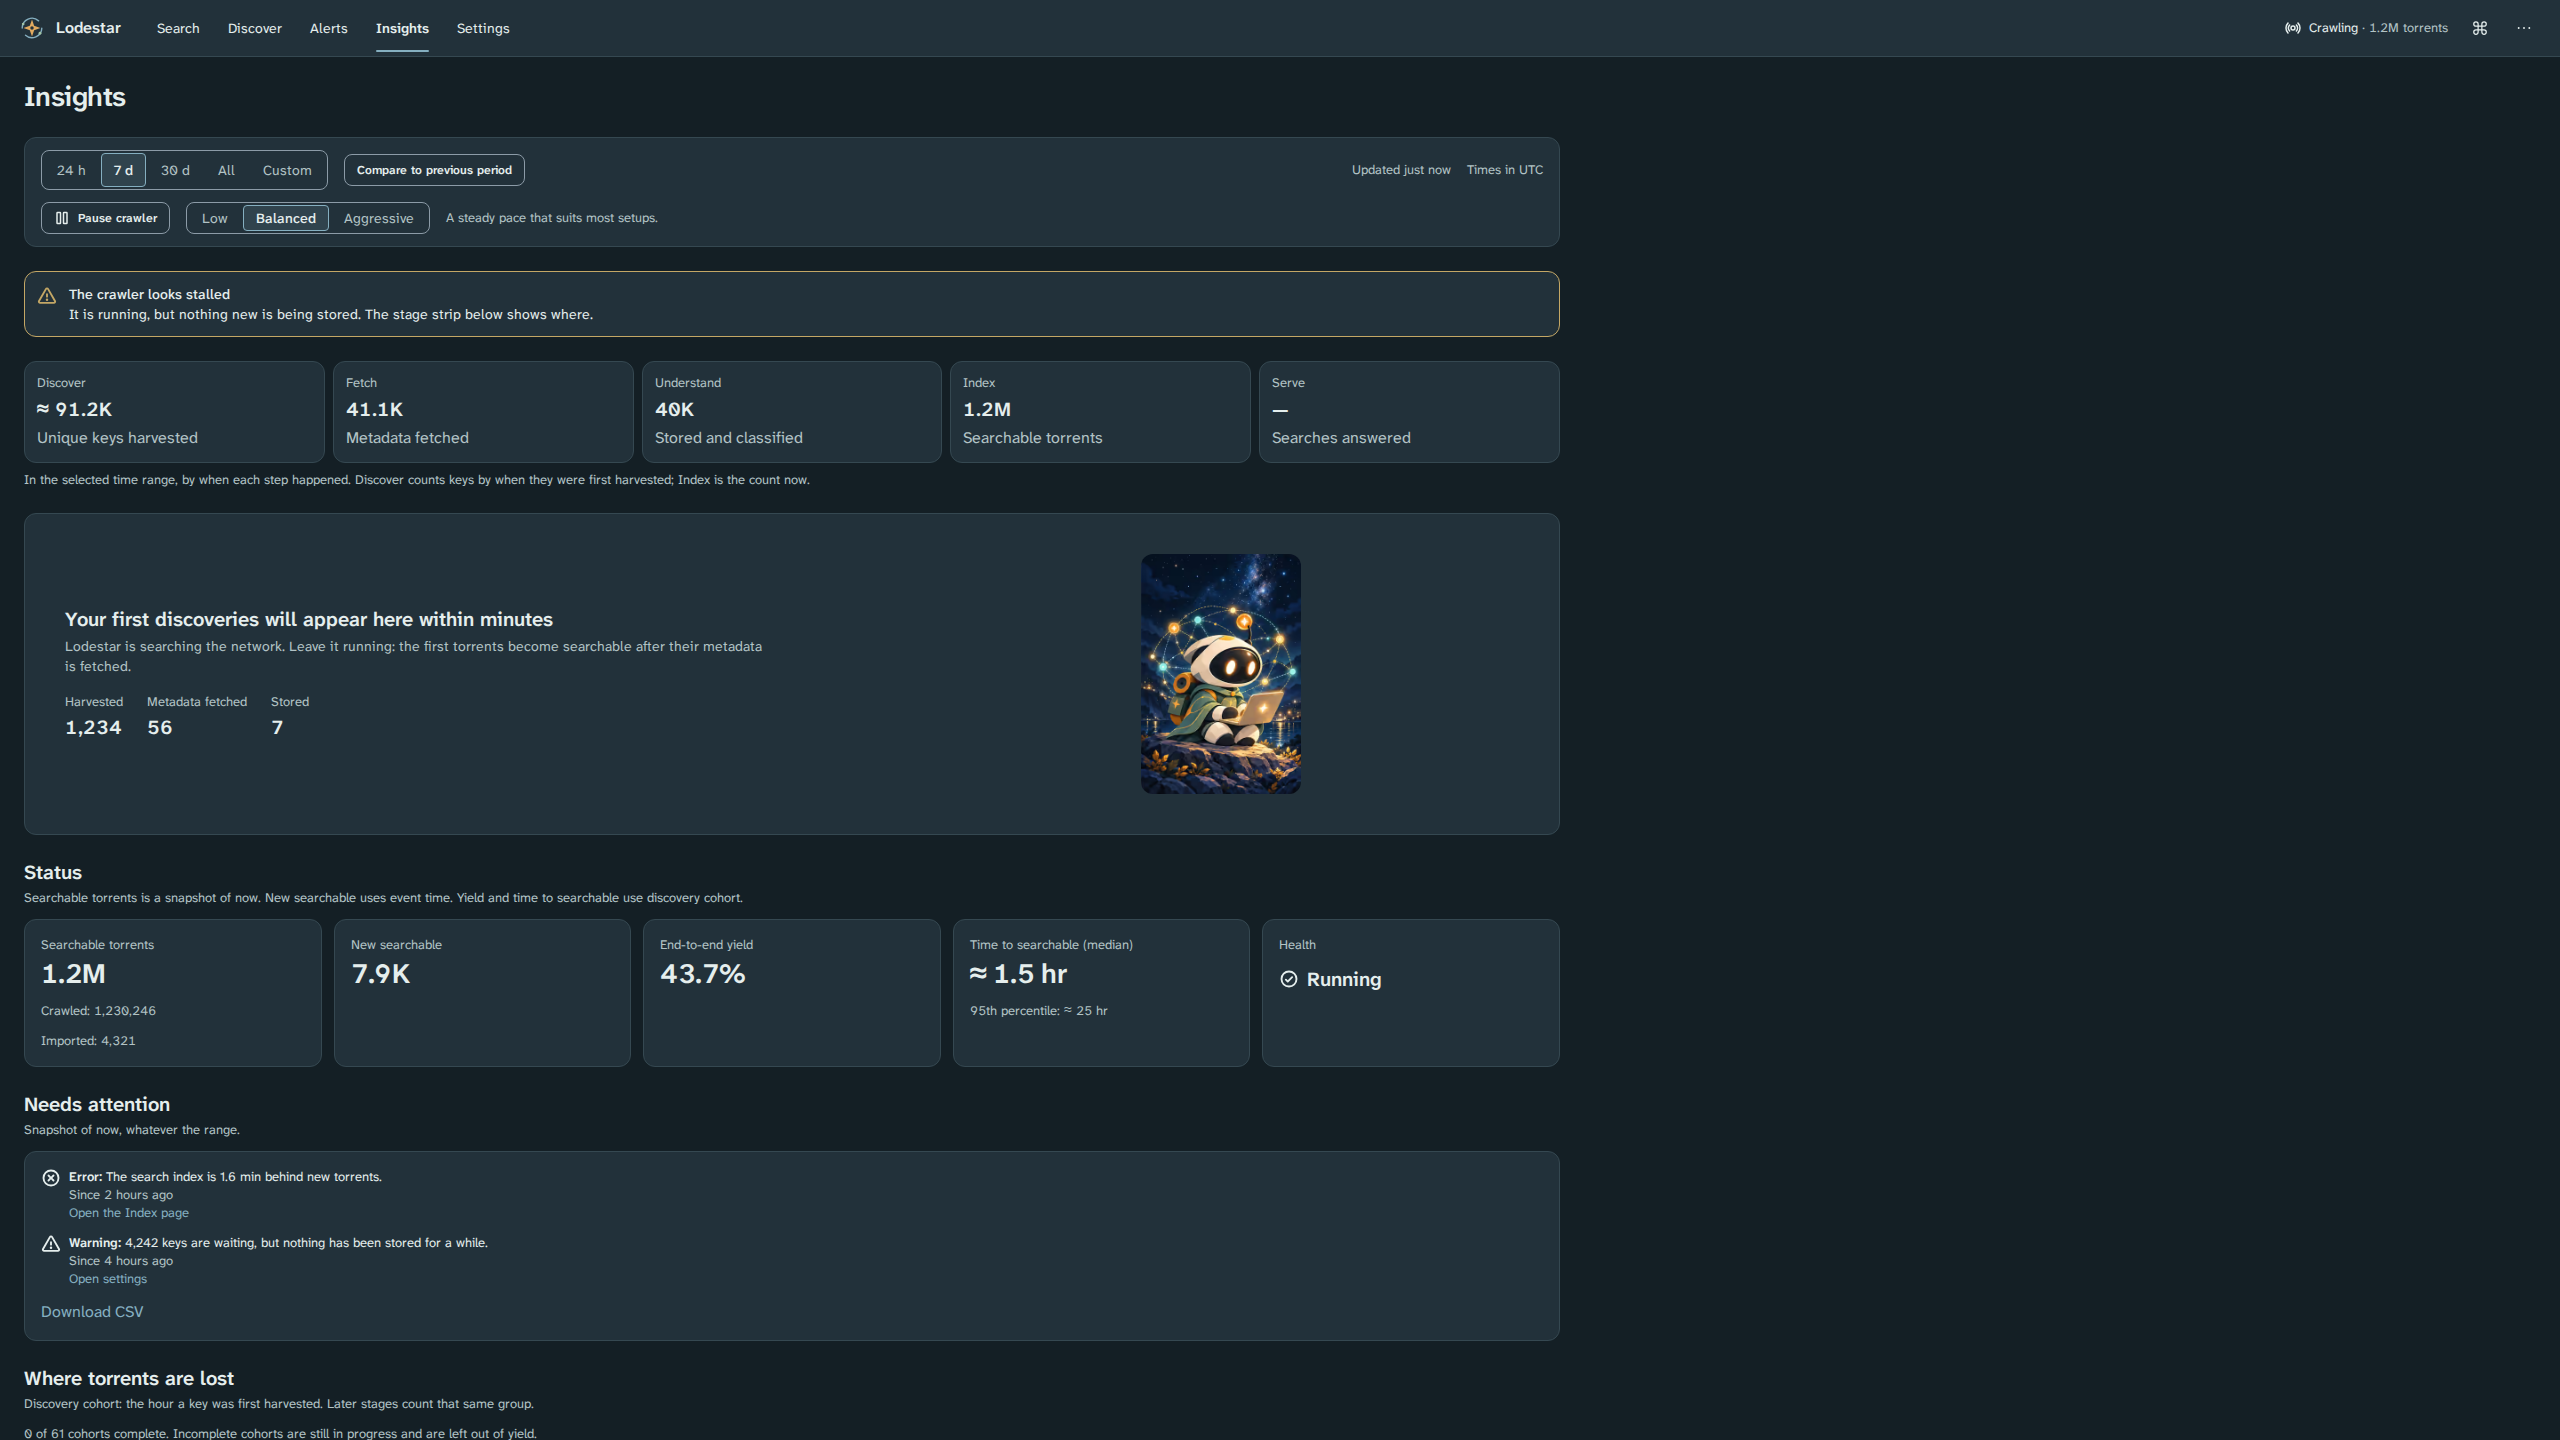 Lodestar
Search
Discover
Alerts
Insights
Settings
Crawling · 1.2M torrents
Insights
24 h
7 d
30 d
All
Custom
Compare to previous period
Updated just now
Times in UTC
Pause crawler
Low
Balanced
Aggressive
A steady pace that suits most setups.
The crawler looks stalled
It is running, but nothing new is being stored. The stage strip below shows where.
Discover
≈ 91.2K
Unique keys harvested
Fetch
41.1K
Metadata fetched
Understand
40K
Stored and classified
Index
1.2M
Searchable torrents
Serve
—
Searches answered
In the selected time range, by when each step happened. Discover counts keys by when they were first harvested; Index is the count now.
Your first discoveries will appear here within minutes
Lodestar is searching the network. Leave it running: the first torrents become searchable after their metadata
is fetched.
Harvested
1,234
Metadata fetched
56
Stored
7
Status
Searchable torrents is a snapshot of now. New searchable uses event time. Yield and time to searchable use discovery cohort.
Searchable torrents
1.2M
Crawled: 1,230,246
Imported: 4,321
New searchable
7.9K
End-to-end yield
43.7%
Time to searchable (median)
≈ 1.5 hr
95th percentile: ≈ 25 hr
Health
Running
Needs attention
Snapshot of now, whatever the range.
Error: The search index is 1.6 min behind new torrents.
Since 2 hours ago
Open the Index page
Warning: 4,242 keys are waiting, but nothing has been stored for a while.
Since 4 hours ago
Open settings
Download CSV
Where torrents are lost
Discovery cohort: the hour a key was first harvested. Later stages count that same group.
0 of 61 cohorts complete. Incomplete cohorts are still in progress and are left out of yield.